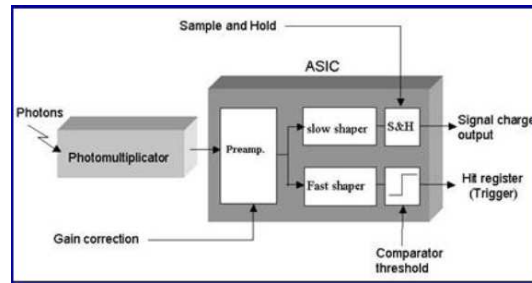 Sample and Hold
ASIC
Photons
Photomultiplicator
Preamp.
slow shaper
S&H
Signal charge
output
Fast shaper
Hit register
(Trigger)
Gain correction
Comparator
threshold